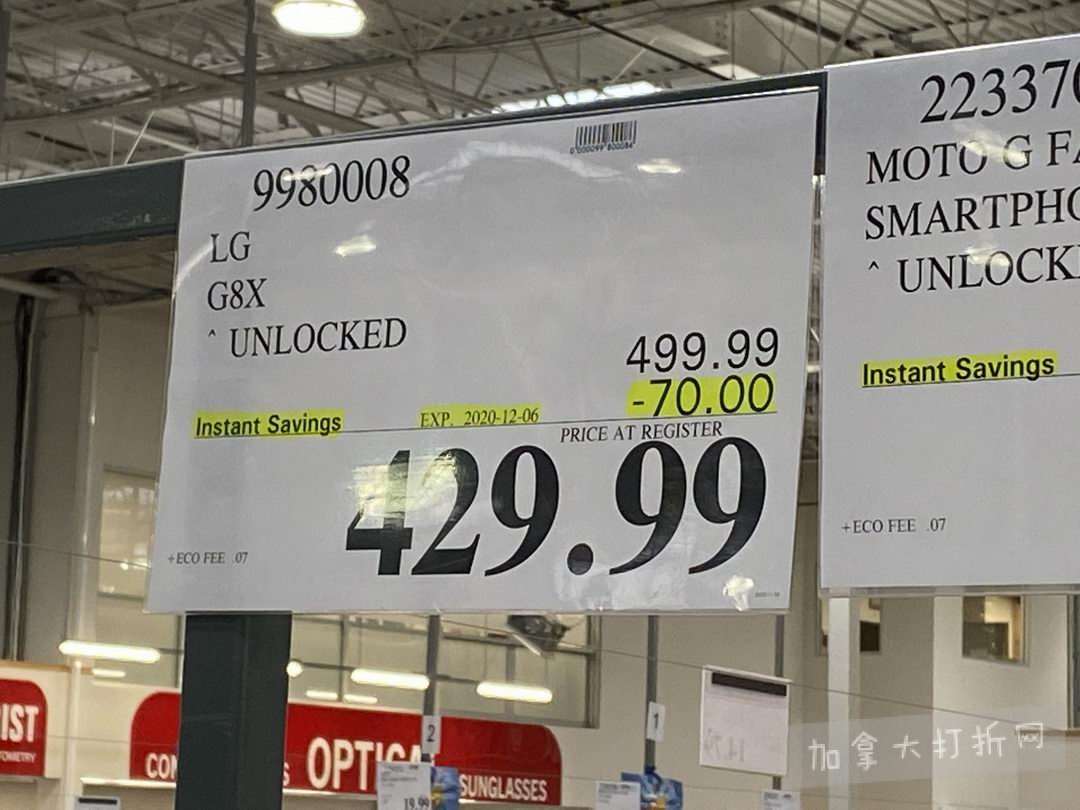 9980008
LG
G8X
^ UNLOCKED
499.99
-70.00
Instant Savings
EXP. 2020-12-06
PRICE AT REGISTER
429.99
+ECO FEE .07
22337
MOTO G
SMARTPHO
^ UNLOCK
Instant Savings
+ECO FEE .07
IST
OPTICA
SUNGLASSES
2
1
19.99
加拿大打折网